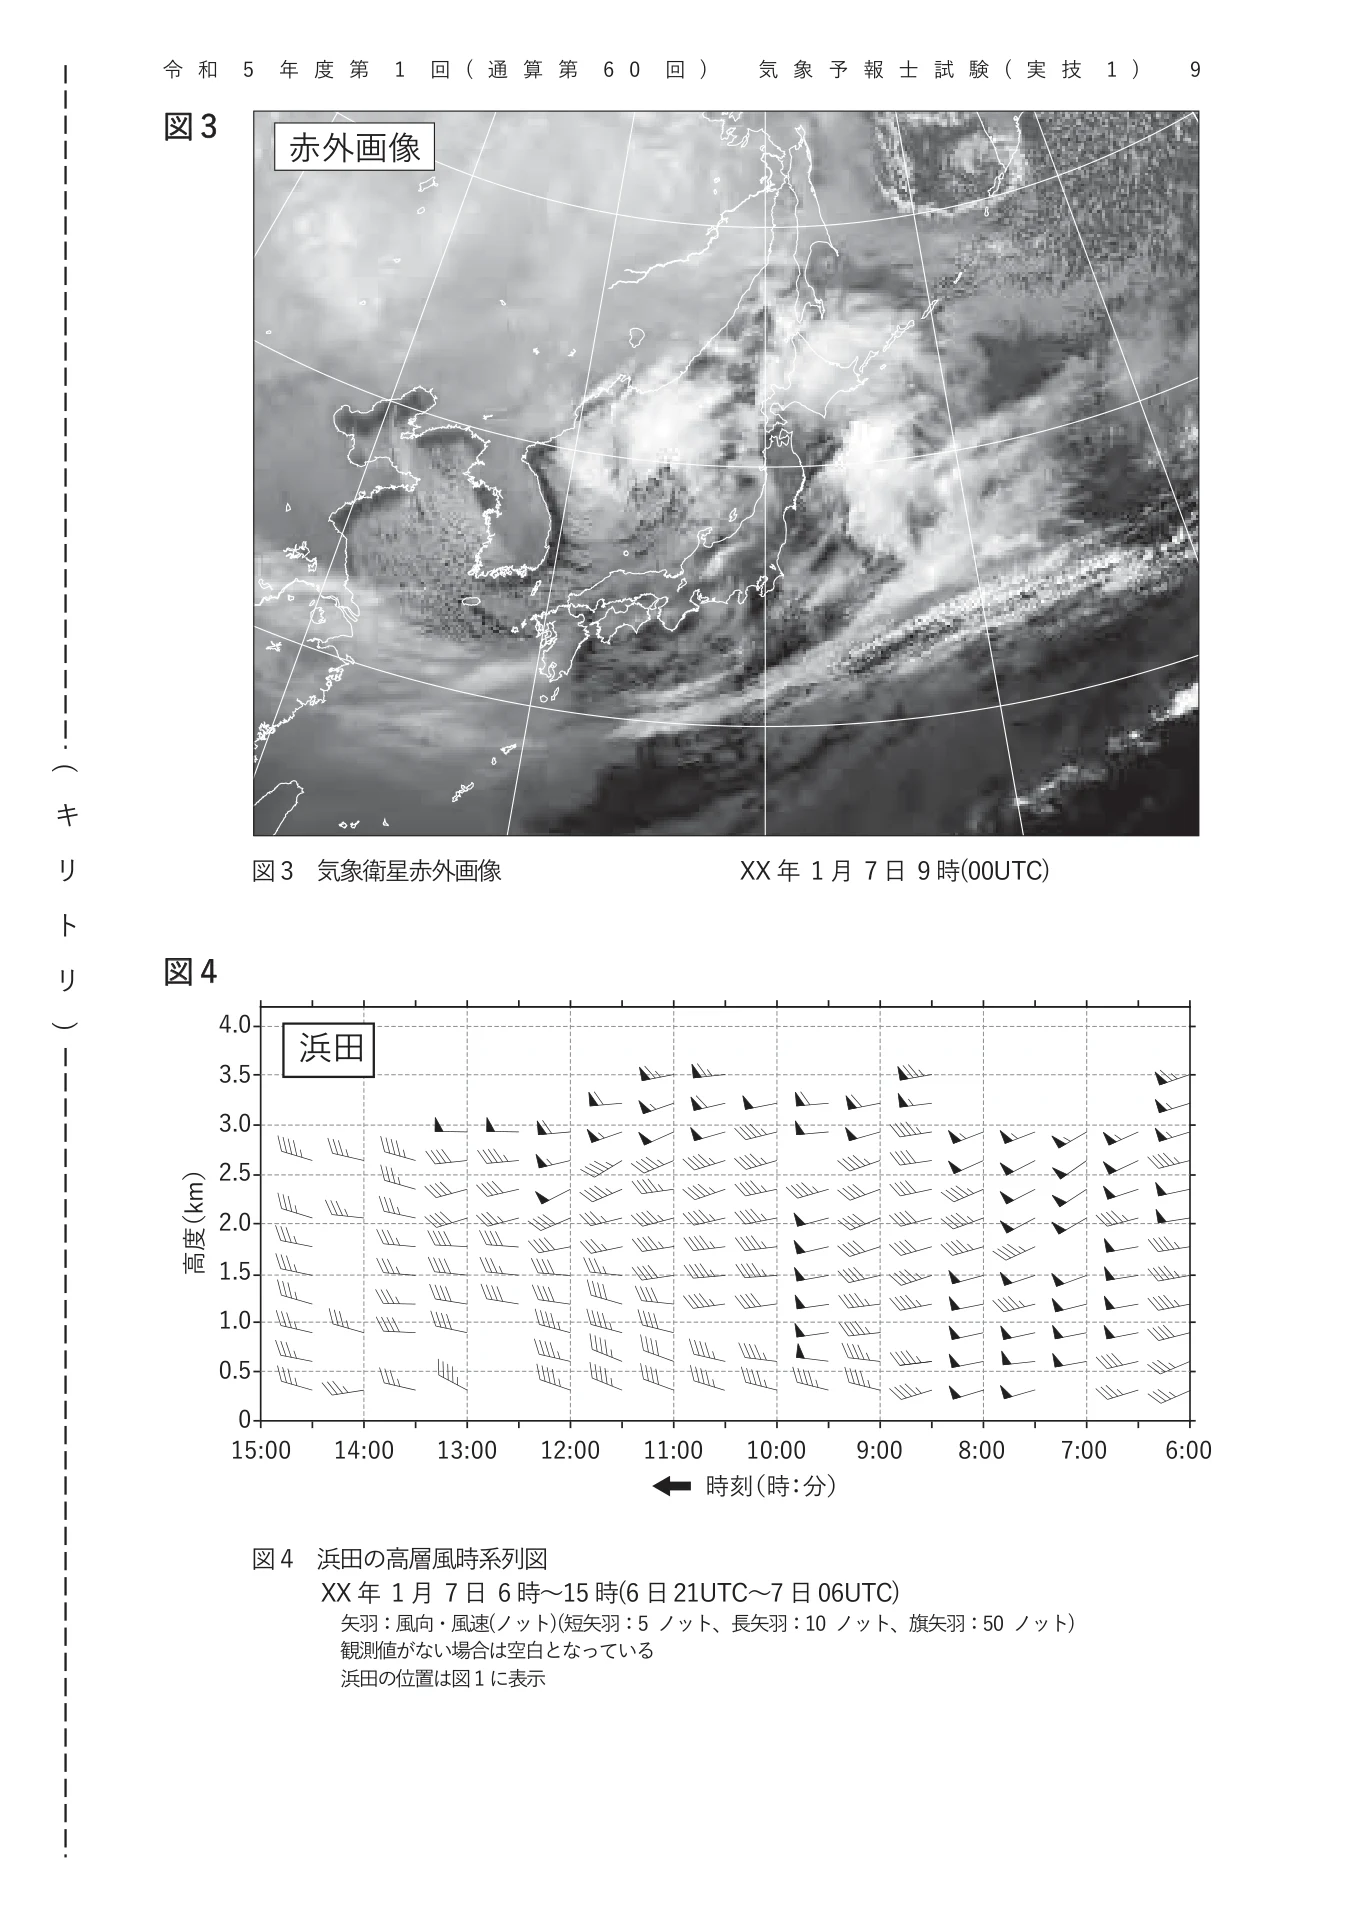 令和5年度第1回(通算第60回) 気象予報士試験(実技1) 9
図3
赤外画像
図3 気象衛星赤外画像 XX年 1月 7日 9時(00UTC)
(キリトリ)
図4
浜田
高度(km)
4.0
3.5
3.0
2.5
2.0
1.5
1.0
0.5
0
15:00 14:00 13:00 12:00 11:00 10:00 9:00 8:00 7:00 6:00
← 時刻(時:分)
図4 浜田の高層風時系列図
XX年 1月 7日 6時～15時(6日21UTC～7日06UTC)
矢羽:風向・風速(ノット)(短矢羽:5 ノット、長矢羽:10 ノット、旗矢羽:50 ノット)
観測値がない場合は空白となっている
浜田の位置は図1に表示